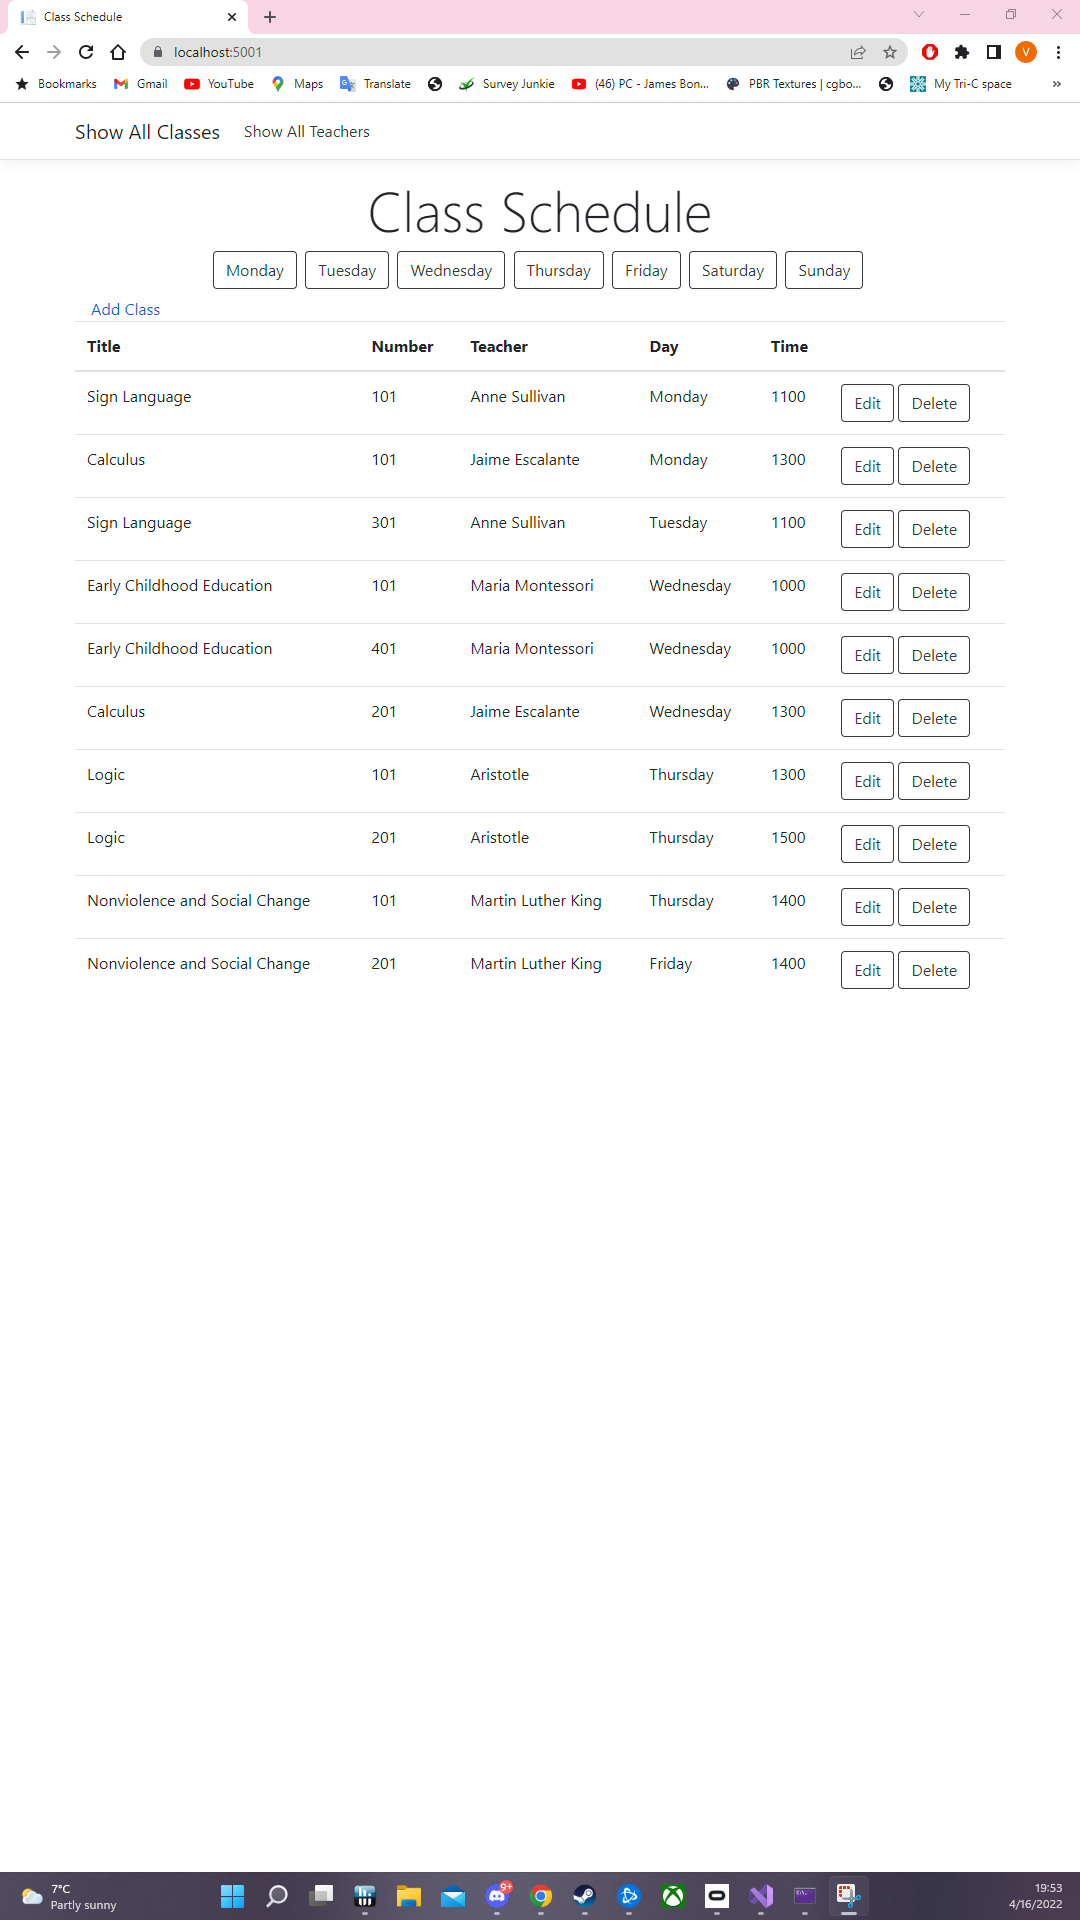 Class Schedule
localhost:5001
V
Bookmarks Gmail YouTube Maps Translate Survey Junkie (46) PC - James Bon... PBR Textures | cgbo... My Tri-C space »
Show All Classes Show All Teachers
Class Schedule
Monday Tuesday Wednesday Thursday Friday Saturday Sunday
Add Class
Title Number Teacher Day Time
Sign Language 101 Anne Sullivan Monday 1100 Edit Delete
Calculus 101 Jaime Escalante Monday 1300 Edit Delete
Sign Language 301 Anne Sullivan Tuesday 1100 Edit Delete
Early Childhood Education 101 Maria Montessori Wednesday 1000 Edit Delete
Early Childhood Education 401 Maria Montessori Wednesday 1000 Edit Delete
Calculus 201 Jaime Escalante Wednesday 1300 Edit Delete
Logic 101 Aristotle Thursday 1300 Edit Delete
Logic 201 Aristotle Thursday 1500 Edit Delete
Nonviolence and Social Change 101 Martin Luther King Thursday 1400 Edit Delete
Nonviolence and Social Change 201 Martin Luther King Friday 1400 Edit Delete
7°C 9+ 19:53
Partly sunny 4/16/2022